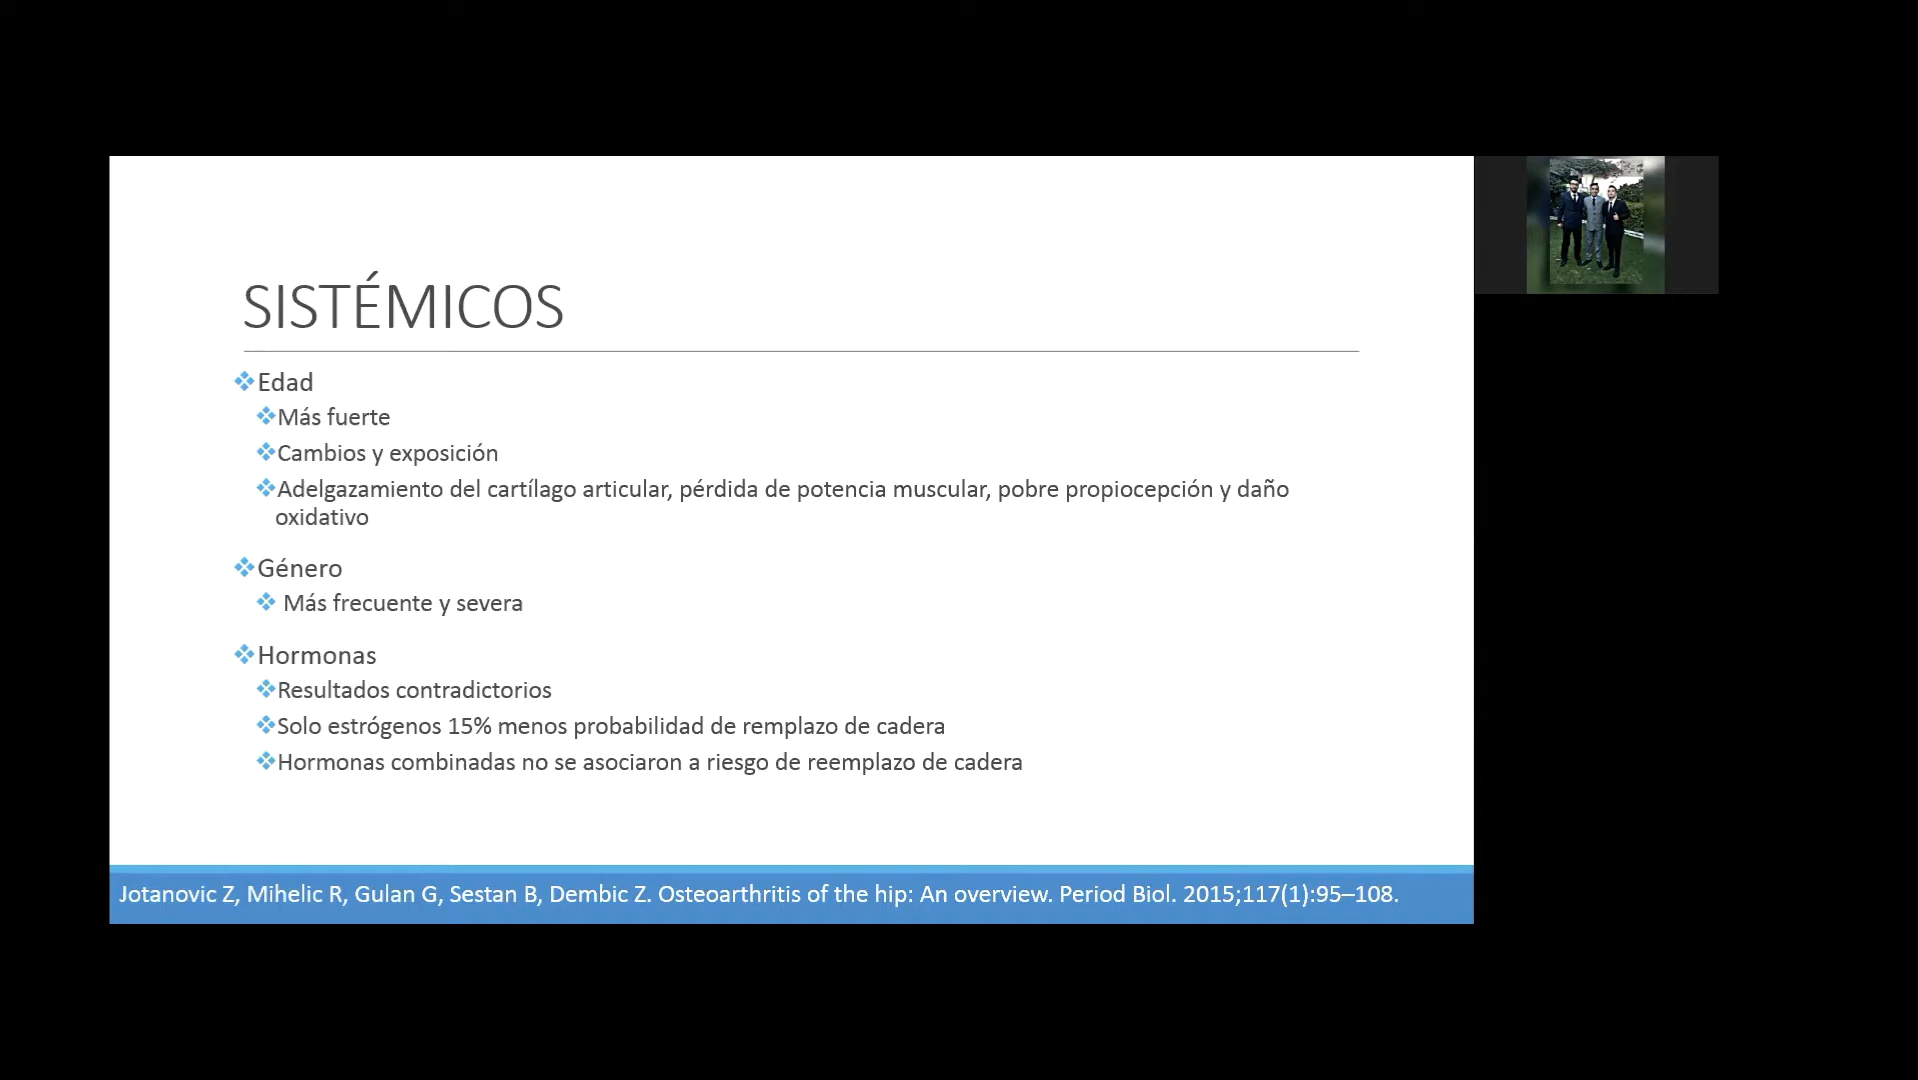 SISTÉMICOS
Edad
Más fuerte
Cambios y exposición
Adelgazamiento del cartílago articular, pérdida de potencia muscular, pobre propiocepción y daño
oxidativo
Género
Más frecuente y severa
Hormonas
Resultados contradictorios
Solo estrógenos 15% menos probabilidad de remplazo de cadera
Hormonas combinadas no se asociaron a riesgo de reemplazo de cadera
Jotanovic Z, Mihelic R, Gulan G, Sestan B, Dembic Z. Osteoarthritis of the hip: An overview. Period Biol. 2015;117(1):95–108.